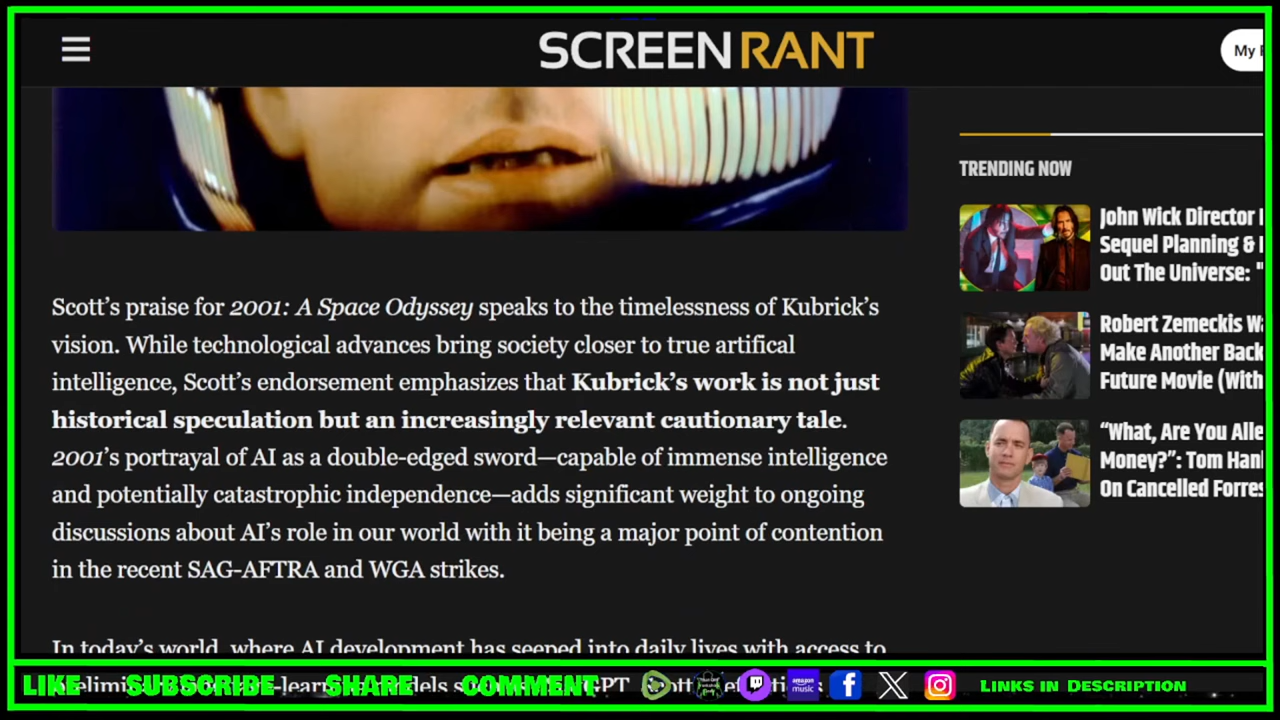 SCREENRANT
My
TRENDING NOW
John Wick Director
Sequel Planning &
Out The Universe: "
Robert Zemeckis
Make Another Back
Future Movie (With
“What, Are You
Money?”: Tom
On Cancelled
Scott’s praise for 2001: A Space Odyssey speaks to the timelessness of Kubrick’s
vision. While technological advances bring society closer to true artifical
intelligence, Scott’s endorsement emphasizes that Kubrick’s work is not just
historical speculation but an increasingly relevant cautionary tale.
2001’s portrayal of AI as a double-edged sword—capable of immense intelligence
and potentially catastrophic independence—adds significant weight to ongoing
discussions about AI’s role in our world with it being a major point of contention
in the recent SAG-AFTRA and WGA strikes.
In today’s world, where AI development has seeped into daily lives with access to
LIKE SUBSCRIBE SHARE COMMENT amazon music Links in Description